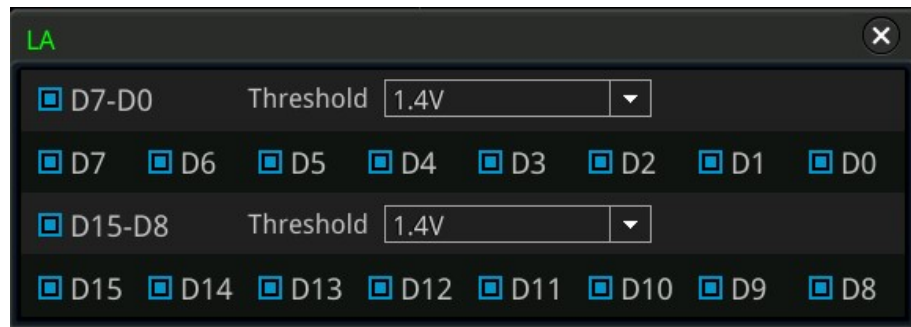 LA
D7-D0 Threshold 1.4V
D7 D6 D5 D4 D3 D2 D1 D0
D15-D8 Threshold 1.4V
D15 D14 D13 D12 D11 D10 D9 D8